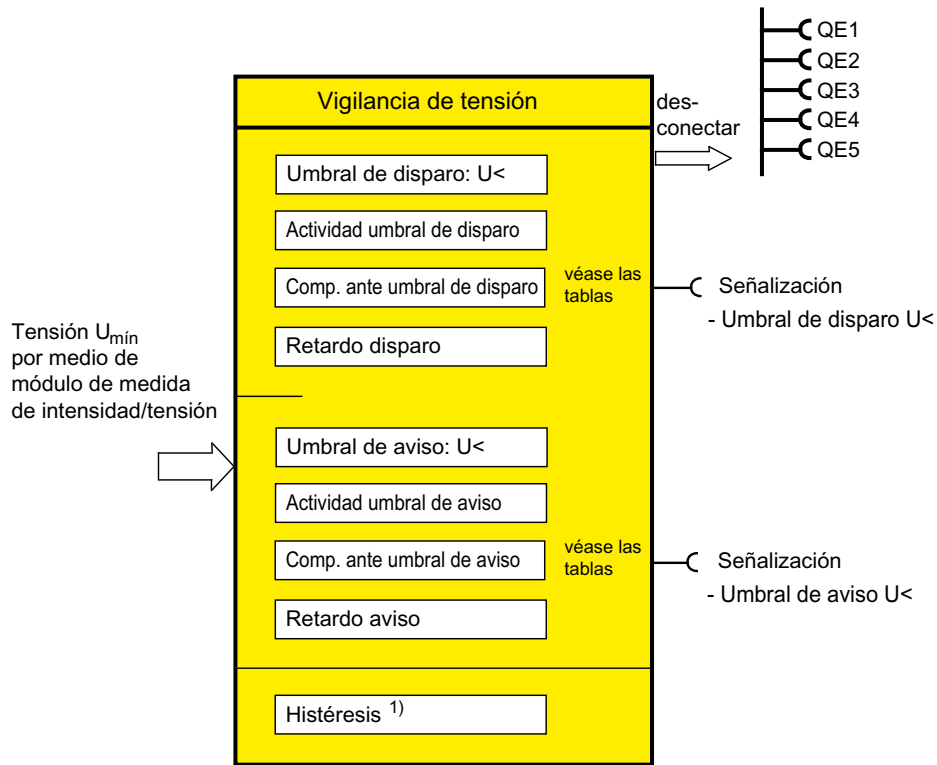 QE1
QE2
QE3
QE4
QE5
Vigilancia de tensión
des-
conectar
Umbral de disparo: U<
Actividad umbral de disparo
Comp. ante umbral de disparo
véase las
tablas
Señalización
- Umbral de disparo U<
Retardo disparo
Tensión Umín
por medio de
módulo de medida
de intensidad/tensión
Umbral de aviso: U<
Actividad umbral de aviso
Comp. ante umbral de aviso
véase las
tablas
Señalización
- Umbral de aviso U<
Retardo aviso
Histéresis 1)